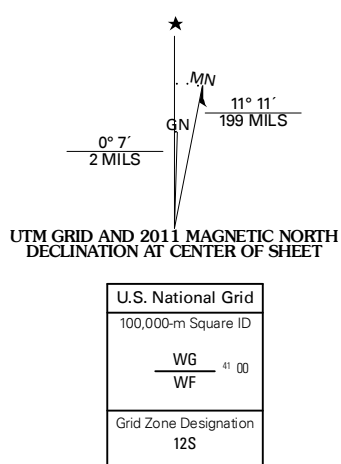 ★
MN
11° 11´
199 MILS
GN
0° 7´
2 MILS
UTM GRID AND 2011 MAGNETIC NORTH
DECLINATION AT CENTER OF SHEET
U.S. National Grid
100,000-m Square ID
WG
41 00
WF
Grid Zone Designation
12S